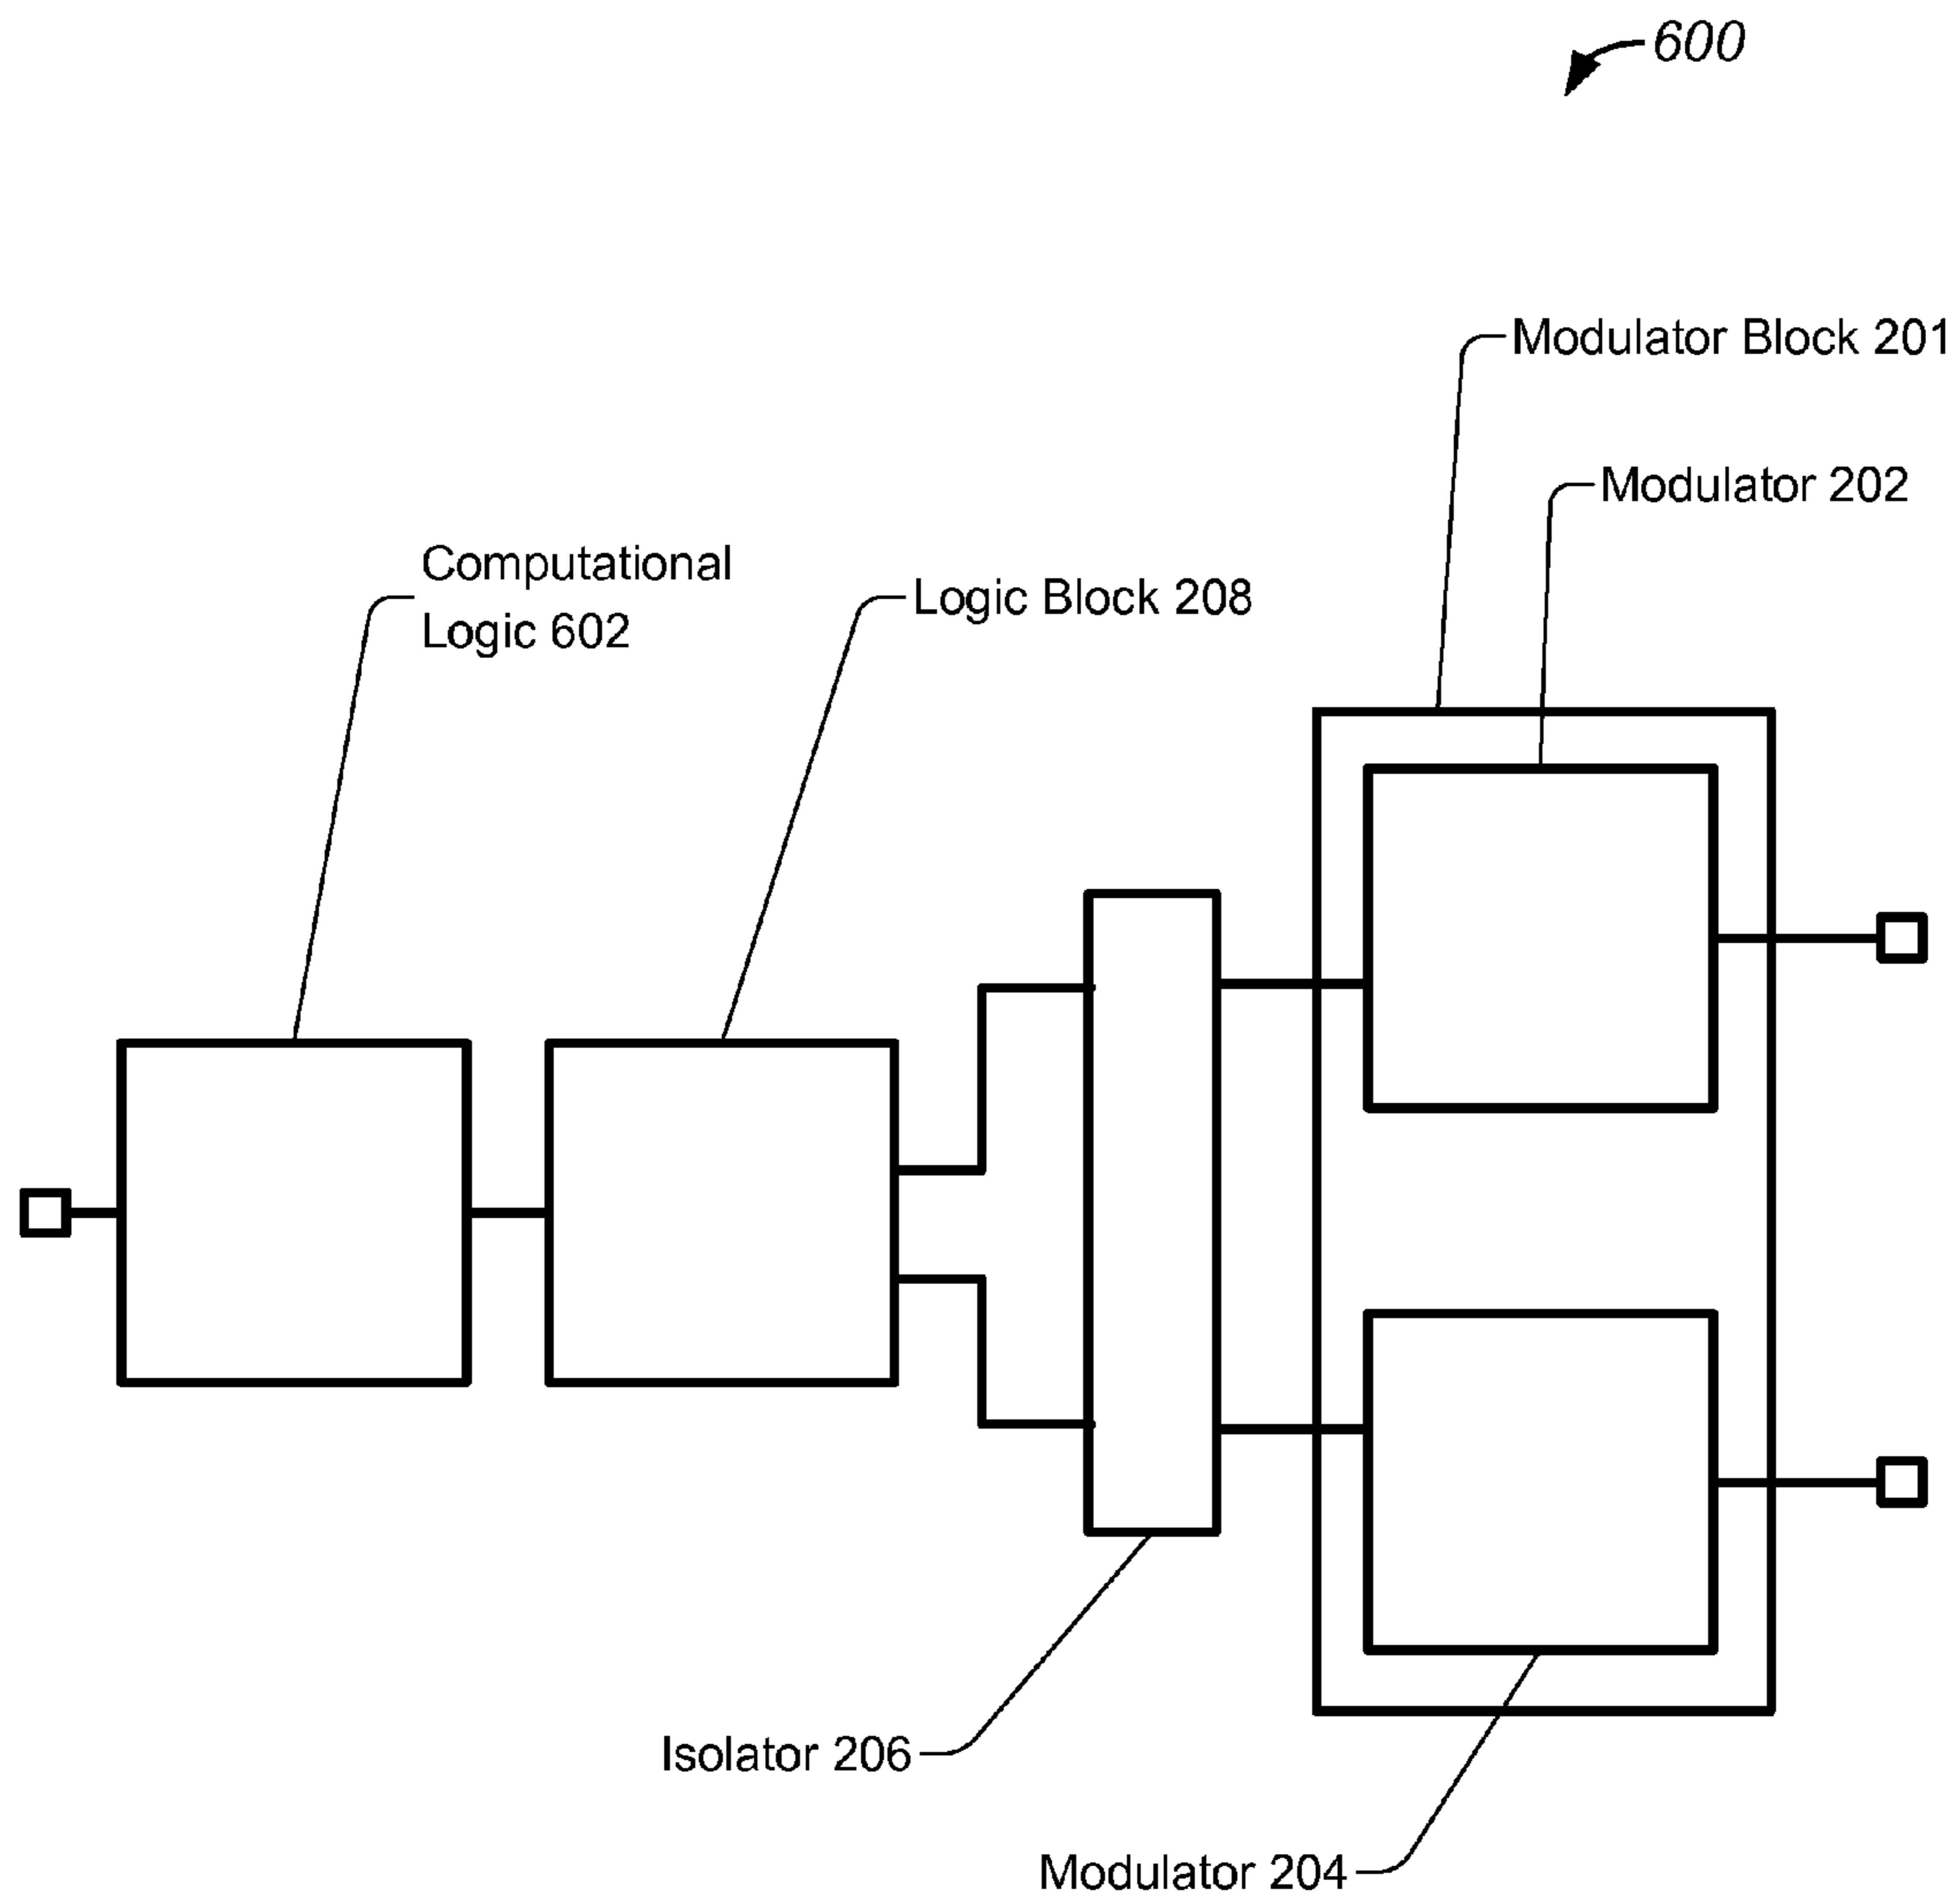 600
Modulator Block 201
Modulator 202
Computational
Logic 602
Logic Block 208
Isolator 206
Modulator 204